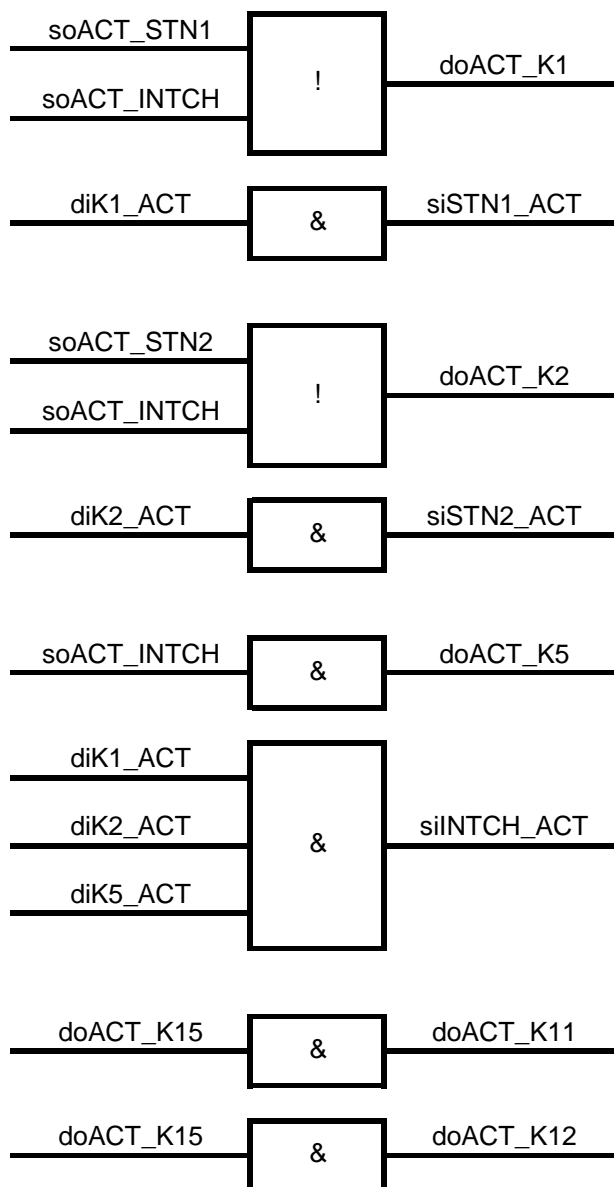 soACT_STN1
soACT_INTCH
!
doACT_K1
diK1_ACT
&
siSTN1_ACT
soACT_STN2
soACT_INTCH
!
doACT_K2
diK2_ACT
&
siSTN2_ACT
soACT_INTCH
&
doACT_K5
diK1_ACT
diK2_ACT
diK5_ACT
&
siINTCH_ACT
doACT_K15
&
doACT_K11
doACT_K15
&
doACT_K12